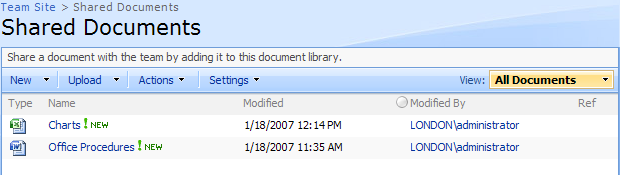 Team Site > Shared Documents
Shared Documents
Share a document with the team by adding it to this document library.
New Upload Actions Settings View: All Documents
Type Name Modified Modified By Ref
Charts ! NEW 1/18/2007 12:14 PM LONDON\administrator
Office Procedures ! NEW 1/18/2007 11:35 AM LONDON\administrator